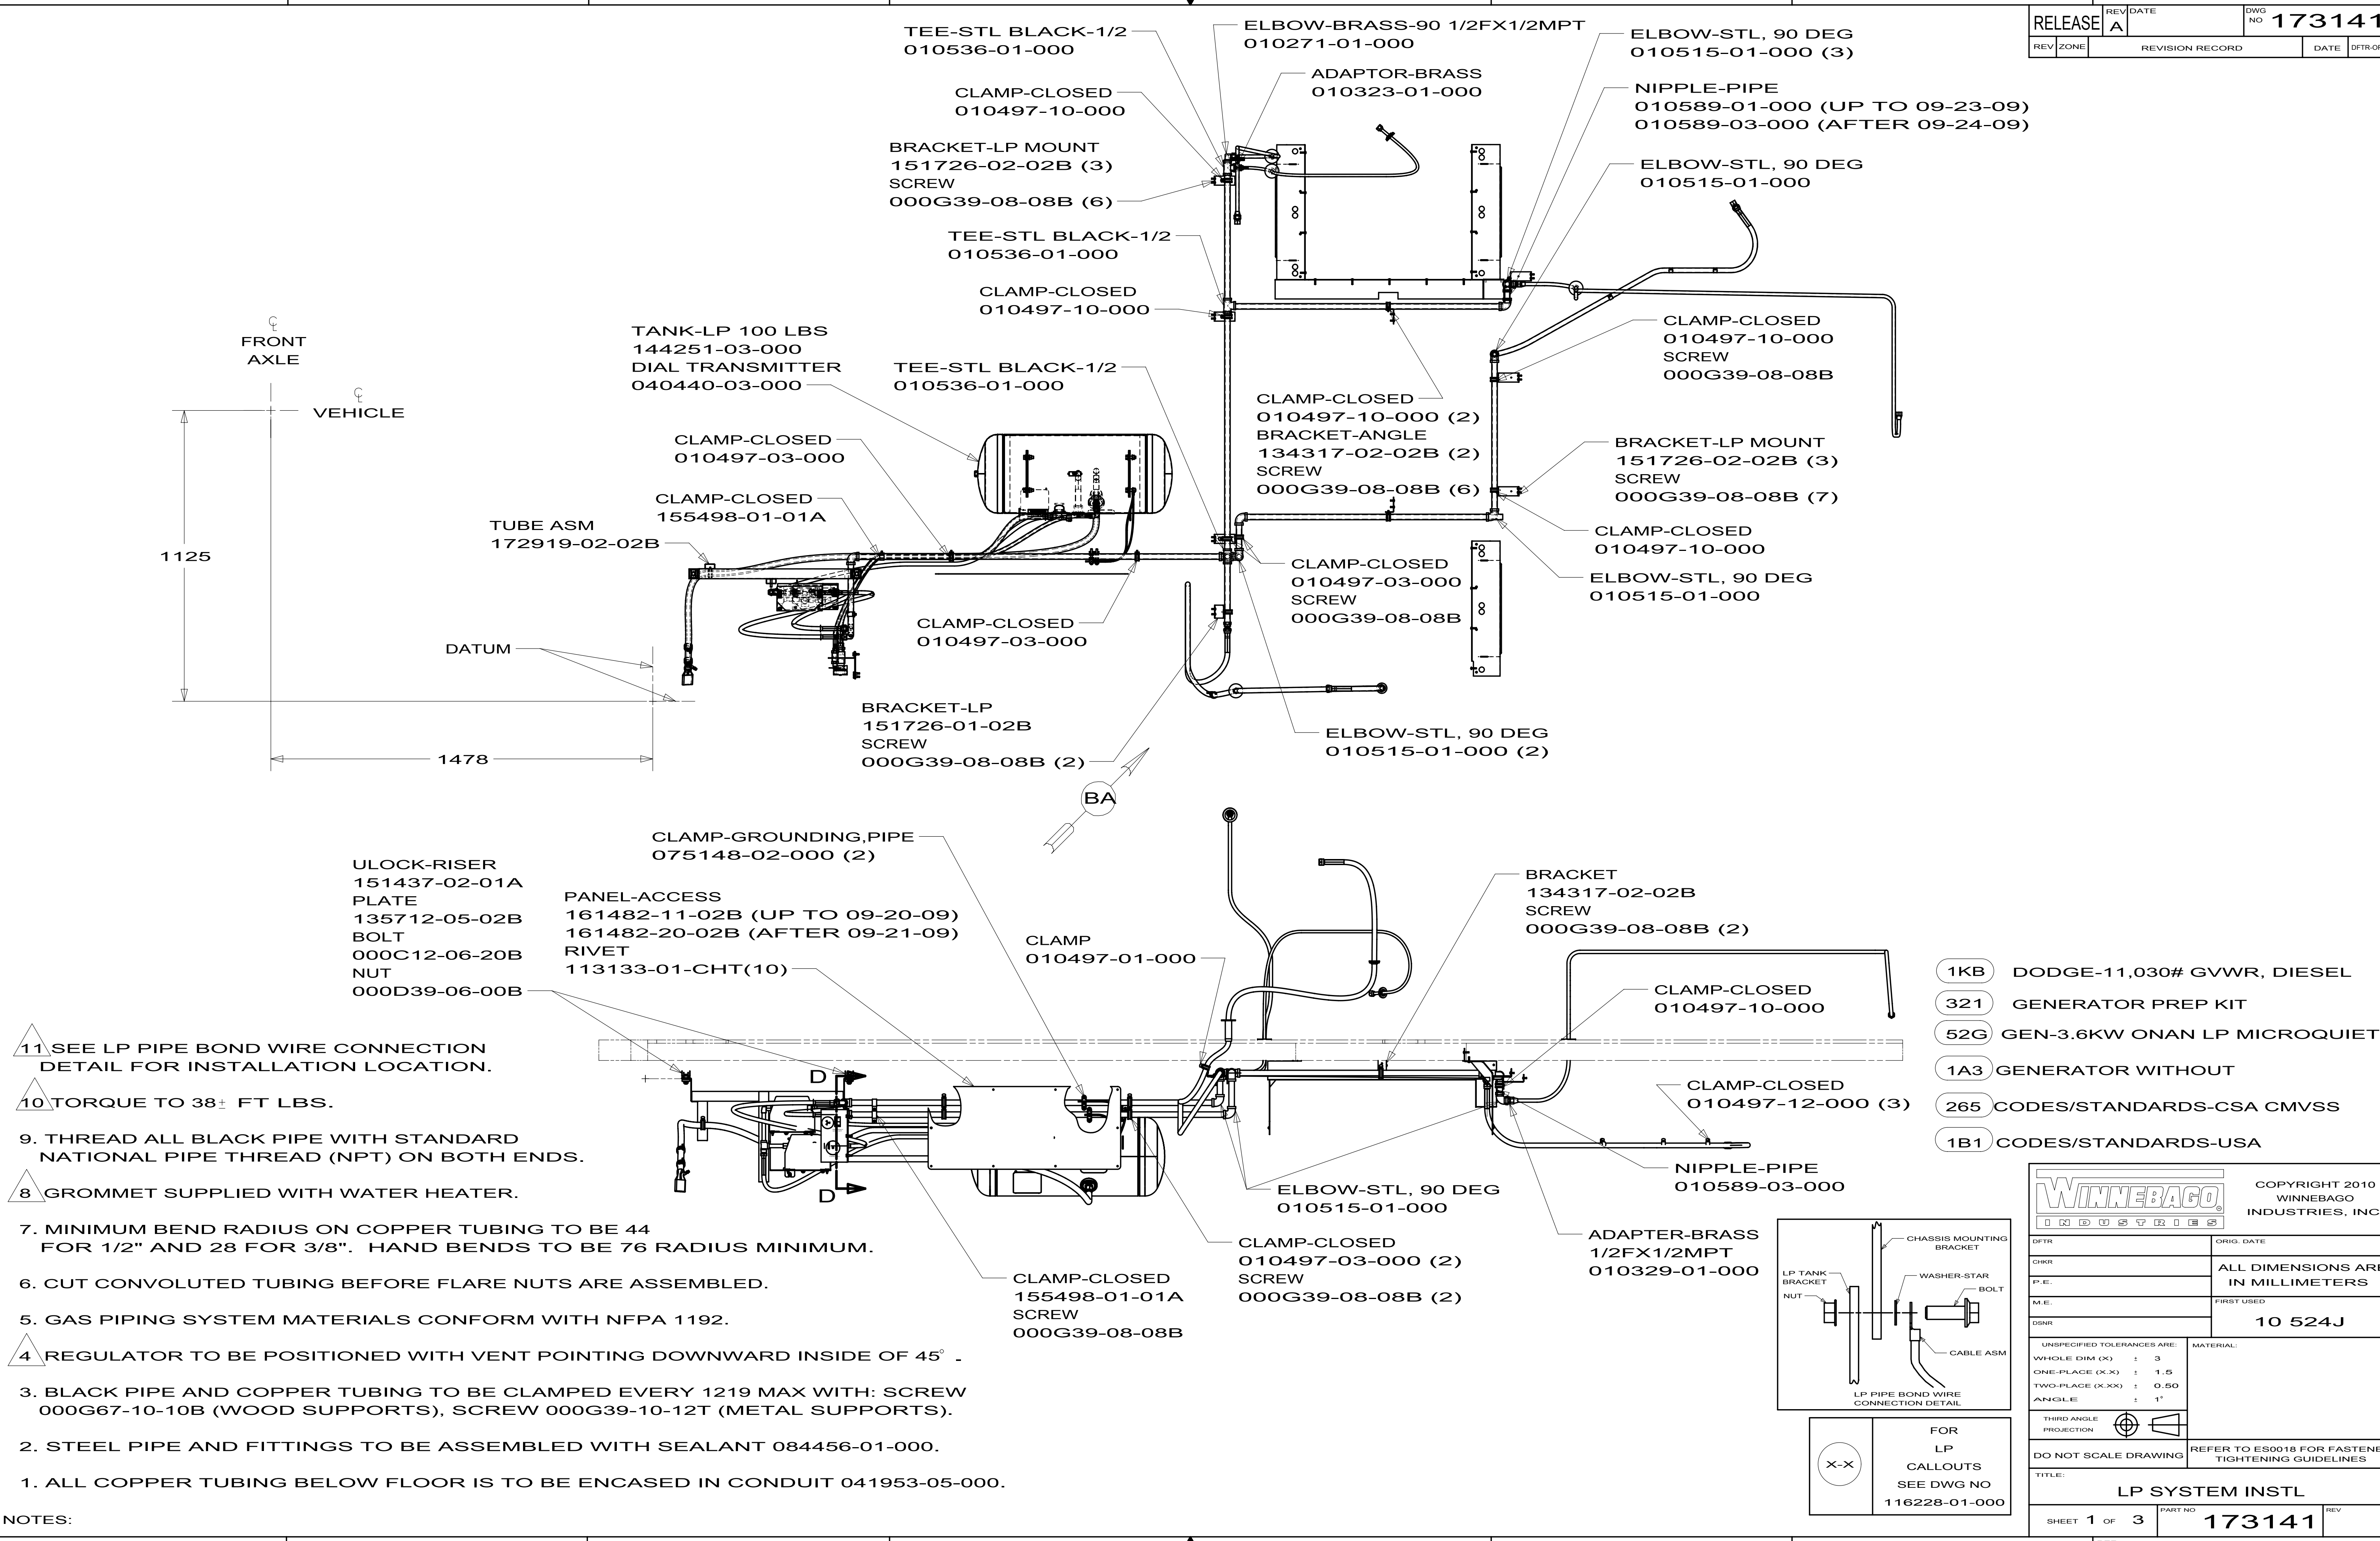 RELEASE
REV
A
DATE
DWG
NO
173141
REV
ZONE
REVISION RECORD
DATE
TEE-STL BLACK-1/2
010536-01-000
ELBOW-BRASS-90 1/2FX1/2MPT
010271-01-000
ELBOW-STL, 90 DEG
010515-01-000 (3)
ADAPTOR-BRASS
010323-01-000
CLAMP-CLOSED
010497-10-000
NIPPLE-PIPE
010589-01-000 (UP TO 09-23-09)
010589-03-000 (AFTER 09-24-09)
BRACKET-LP MOUNT
151726-02-02B (3)
SCREW
000G39-08-08B (6)
ELBOW-STL, 90 DEG
010515-01-000
TEE-STL BLACK-1/2
010536-01-000
CLAMP-CLOSED
010497-10-000
CL
FRONT
AXLE
CL
VEHICLE
TANK-LP 100 LBS
144251-03-000
DIAL TRANSMITTER
040440-03-000
TEE-STL BLACK-1/2
010536-01-000
CLAMP-CLOSED
010497-10-000
SCREW
000G39-08-08B
CLAMP-CLOSED
010497-10-000 (2)
BRACKET-ANGLE
134317-02-02B (2)
SCREW
000G39-08-08B (6)
CLAMP-CLOSED
010497-03-000
BRACKET-LP MOUNT
151726-02-02B (3)
SCREW
000G39-08-08B (7)
CLAMP-CLOSED
155498-01-01A
TUBE ASM
172919-02-02B
CLAMP-CLOSED
010497-10-000
1125
CLAMP-CLOSED
010497-03-000
SCREW
000G39-08-08B
ELBOW-STL, 90 DEG
010515-01-000
CLAMP-CLOSED
010497-03-000
DATUM
BRACKET-LP
151726-01-02B
SCREW
000G39-08-08B (2)
ELBOW-STL, 90 DEG
010515-01-000 (2)
1478
BA
CLAMP-GROUNDING,PIPE
075148-02-000 (2)
ULOCK-RISER
151437-02-01A
PLATE
135712-05-02B
BOLT
000C12-06-20B
NUT
000D39-06-00B
PANEL-ACCESS
161482-11-02B (UP TO 09-20-09)
161482-20-02B (AFTER 09-21-09)
RIVET
113133-01-CHT(10)
CLAMP
010497-01-000
BRACKET
134317-02-02B
SCREW
000G39-08-08B (2)
CLAMP-CLOSED
010497-10-000
CLAMP-CLOSED
010497-12-000 (3)
D
D
NIPPLE-PIPE
010589-03-000
ELBOW-STL, 90 DEG
010515-01-000
ADAPTER-BRASS
1/2FX1/2MPT
010329-01-000
CLAMP-CLOSED
010497-03-000 (2)
SCREW
000G39-08-08B (2)
CLAMP-CLOSED
155498-01-01A
SCREW
000G39-08-08B
1KB DODGE-11,030# GVWR, DIESEL
321 GENERATOR PREP KIT
52G GEN-3.6KW ONAN LP MICROQUIET
1A3 GENERATOR WITHOUT
265 CODES/STANDARDS-CSA CMVSS
1B1 CODES/STANDARDS-USA
11 SEE LP PIPE BOND WIRE CONNECTION
DETAIL FOR INSTALLATION LOCATION.
10 TORQUE TO 38± FT LBS.
9. THREAD ALL BLACK PIPE WITH STANDARD
NATIONAL PIPE THREAD (NPT) ON BOTH ENDS.
8 GROMMET SUPPLIED WITH WATER HEATER.
7. MINIMUM BEND RADIUS ON COPPER TUBING TO BE 44
FOR 1/2" AND 28 FOR 3/8". HAND BENDS TO BE 76 RADIUS MINIMUM.
6. CUT CONVOLUTED TUBING BEFORE FLARE NUTS ARE ASSEMBLED.
5. GAS PIPING SYSTEM MATERIALS CONFORM WITH NFPA 1192.
4 REGULATOR TO BE POSITIONED WITH VENT POINTING DOWNWARD INSIDE OF 45° .
3. BLACK PIPE AND COPPER TUBING TO BE CLAMPED EVERY 1219 MAX WITH: SCREW
000G67-10-10B (WOOD SUPPORTS), SCREW 000G39-10-12T (METAL SUPPORTS).
2. STEEL PIPE AND FITTINGS TO BE ASSEMBLED WITH SEALANT 084456-01-000.
1. ALL COPPER TUBING BELOW FLOOR IS TO BE ENCASED IN CONDUIT 041953-05-000.
NOTES:
CHASSIS MOUNTING
BRACKET
LP TANK
BRACKET
WASHER-STAR
NUT
BOLT
CABLE ASM
LP PIPE BOND WIRE
CONNECTION DETAIL
X-X
FOR
LP
CALLOUTS
SEE DWG NO
116228-01-000
WINNEBAGO
INDUSTRIES
COPYRIGHT 2010
WINNEBAGO
INDUSTRIES, INC
DFTR
ORIG. DATE
CHKR
ALL DIMENSIONS ARE
IN MILLIMETERS
P.E.
M.E.
FIRST USED
10 524J
DSNR
UNSPECIFIED TOLERANCES ARE:
MATERIAL:
WHOLE DIM (X) ± 3
ONE-PLACE (X.X) ± 1.5
TWO-PLACE (X.XX) ± 0.50
ANGLE ± 1°
THIRD ANGLE
PROJECTION
DO NOT SCALE DRAWING
REFER TO ES0018 FOR
TIGHTENING GUIDELINES
TITLE:
LP SYSTEM INSTL
SHEET 1 OF 3
PART NO
173141
REV